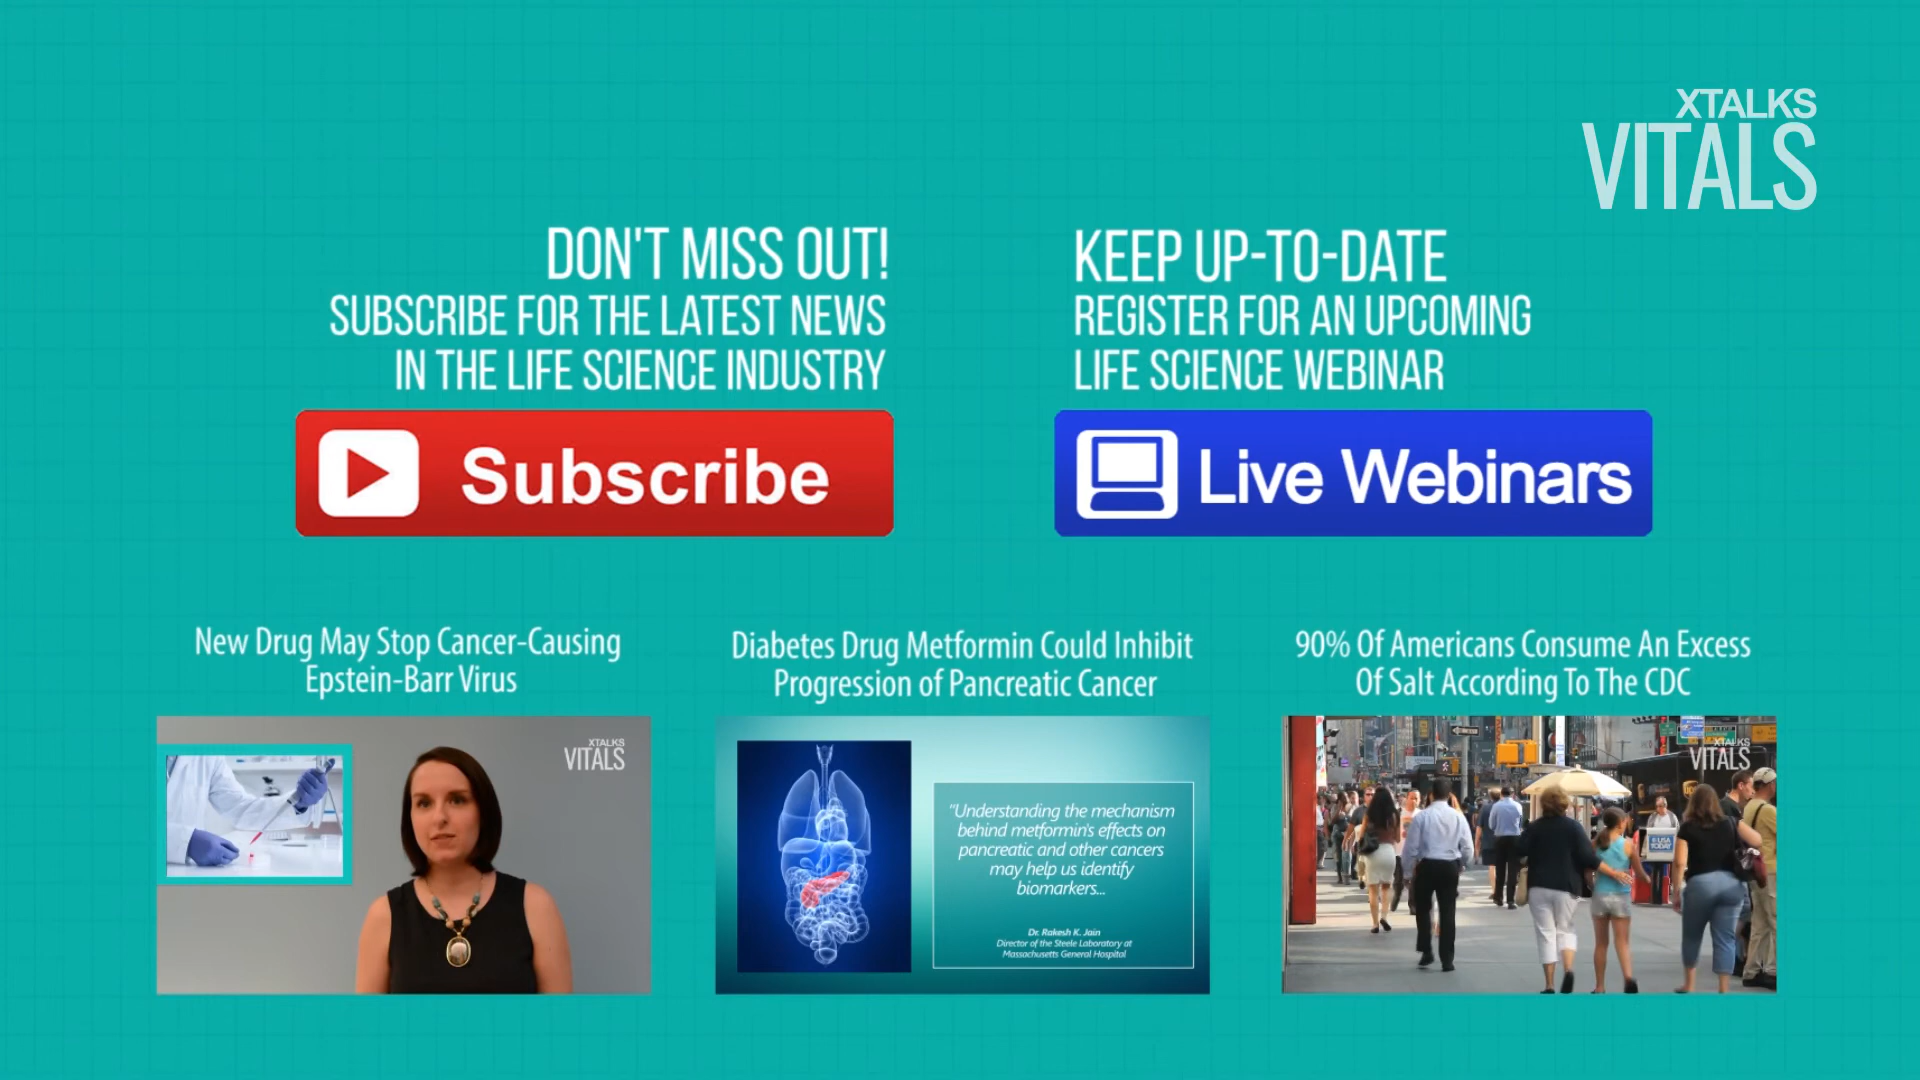 XTALKS
VITALS
DON'T MISS OUT!
SUBSCRIBE FOR THE LATEST NEWS
IN THE LIFE SCIENCE INDUSTRY
Subscribe
KEEP UP-TO-DATE
REGISTER FOR AN UPCOMING
LIFE SCIENCE WEBINAR
Live Webinars
New Drug May Stop Cancer-Causing
Epstein-Barr Virus
XTALKS
VITALS
Diabetes Drug Metformin Could Inhibit
Progression of Pancreatic Cancer
"Understanding the mechanism
behind metformin's effects on
pancreatic and other cancers
may help us identify
biomarkers...
Dr. Rakesh K. Jain
Director of the Steele Laboratory at
Massachusetts General Hospital
90% Of Americans Consume An Excess
Of Salt According To The CDC
XTALKS
VITALS
USA
TODAY